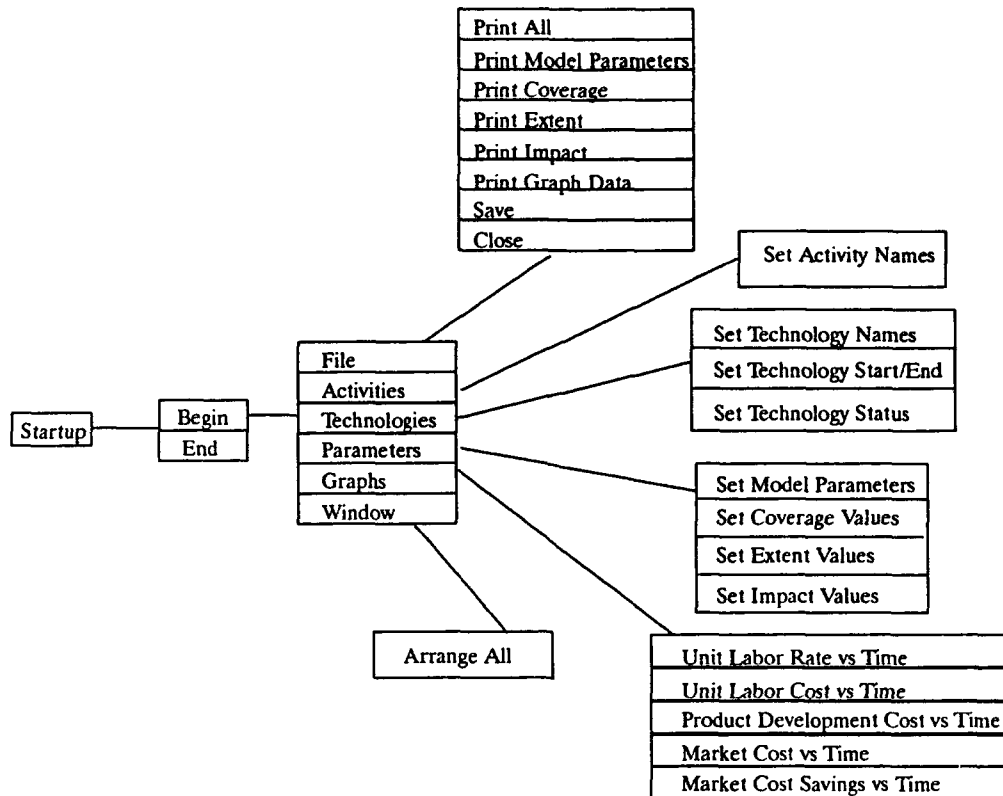 Print All
Print Model Parameters
Print Coverage
Print Extent
Print Impact
Print Graph Data
Save
Close
Set Activity Names
Set Technology Names
Set Technology Start/End
Set Technology Status
File
Activities
Technologies
Parameters
Graphs
Window
Startup
Begin
End
Set Model Parameters
Set Coverage Values
Set Extent Values
Set Impact Values
Arrange All
Unit Labor Rate vs Time
Unit Labor Cost vs Time
Product Development Cost vs Time
Market Cost vs Time
Market Cost Savings vs Time